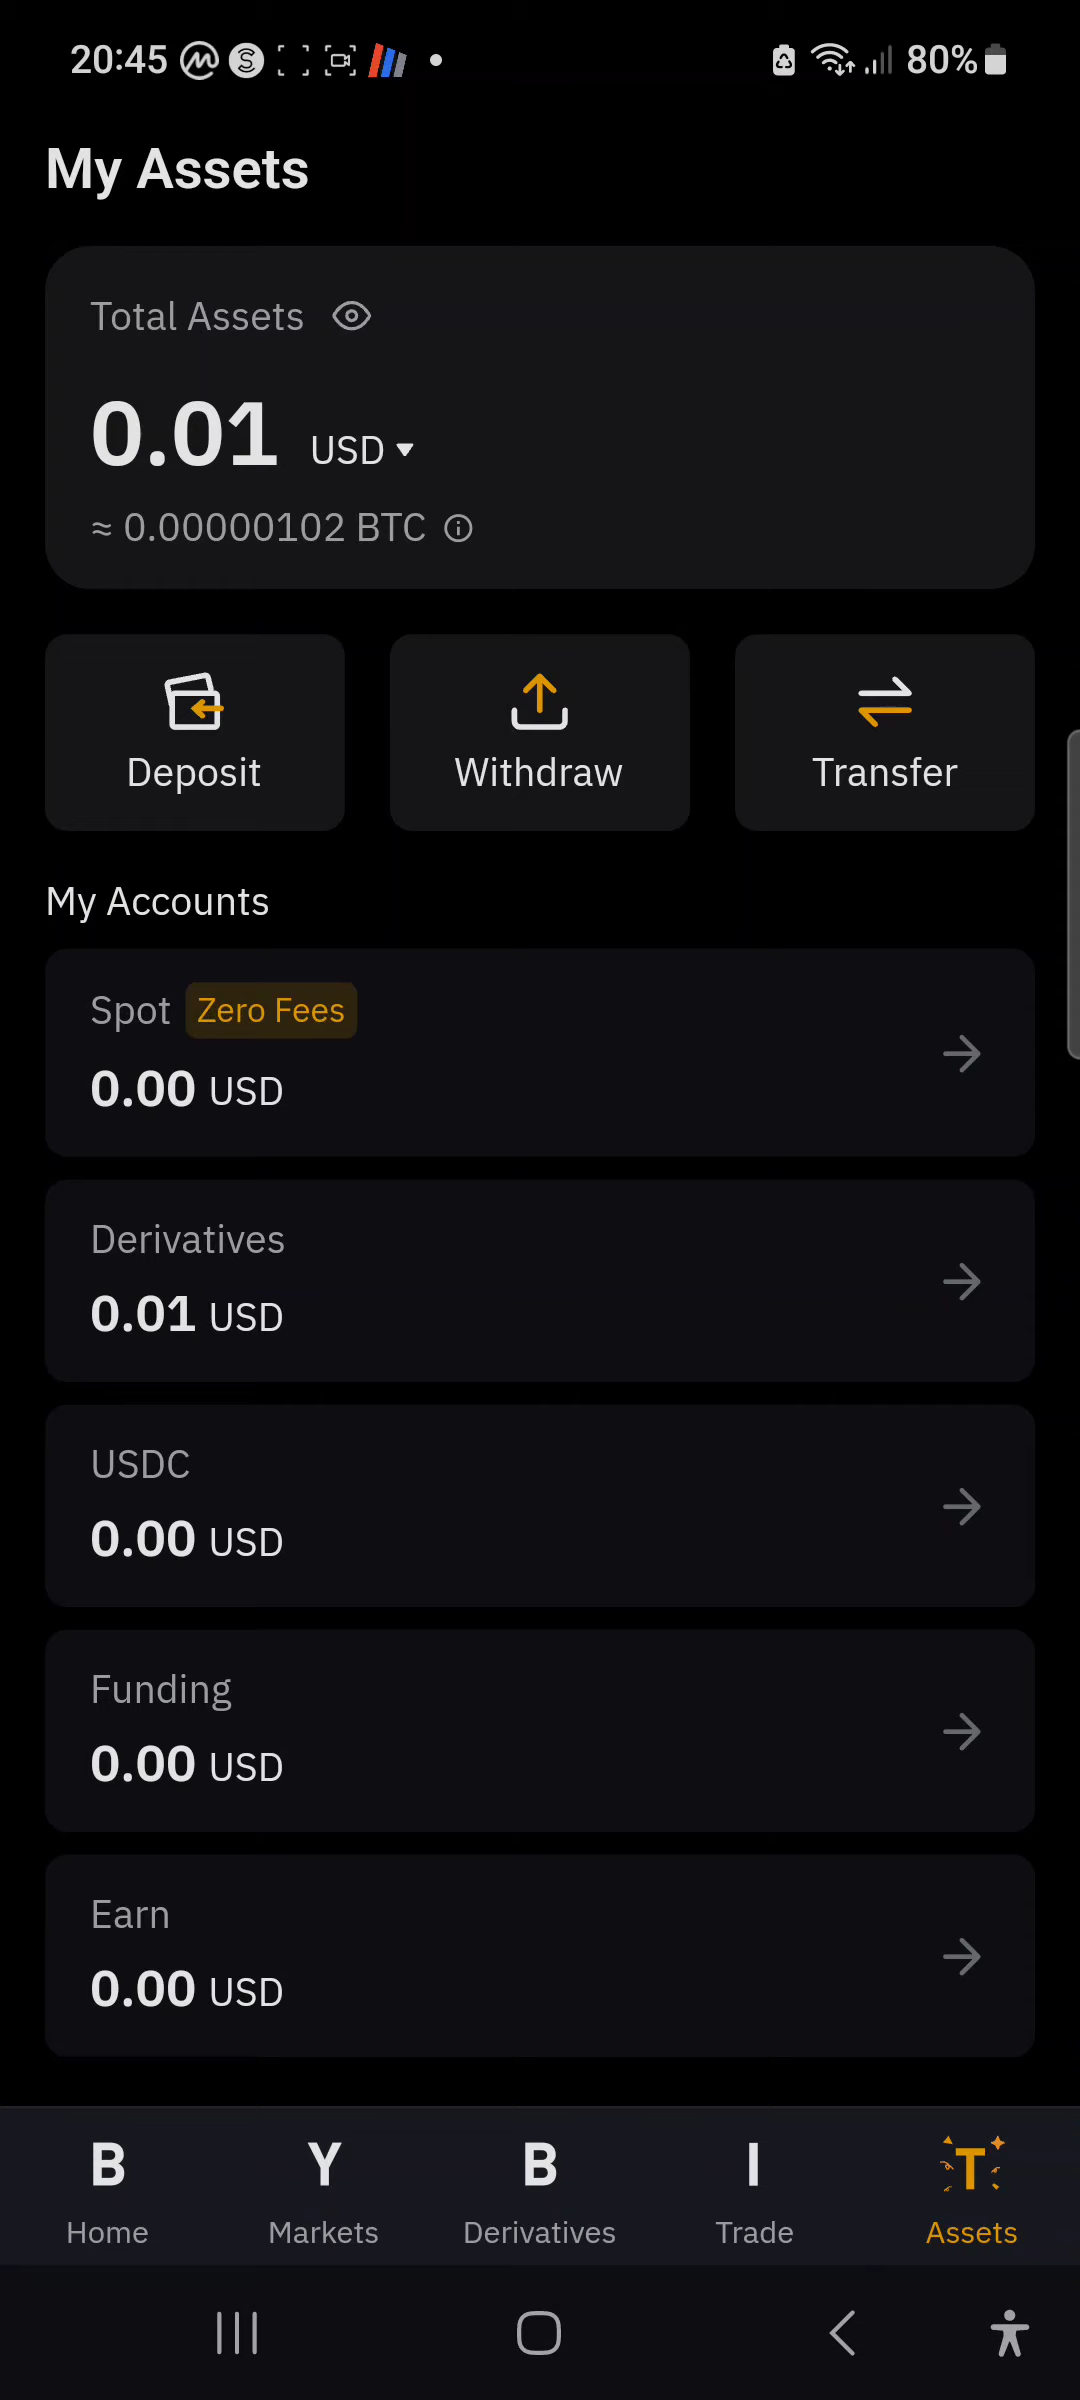 20:45 80%
My Assets
Total Assets
0.01 USD
≈ 0.00000102 BTC
Deposit Withdraw Transfer
My Accounts
Spot Zero Fees
0.00 USD
Derivatives
0.01 USD
USDC
0.00 USD
Funding
0.00 USD
Earn
0.00 USD
B Y B I T
Home Markets Derivatives Trade Assets